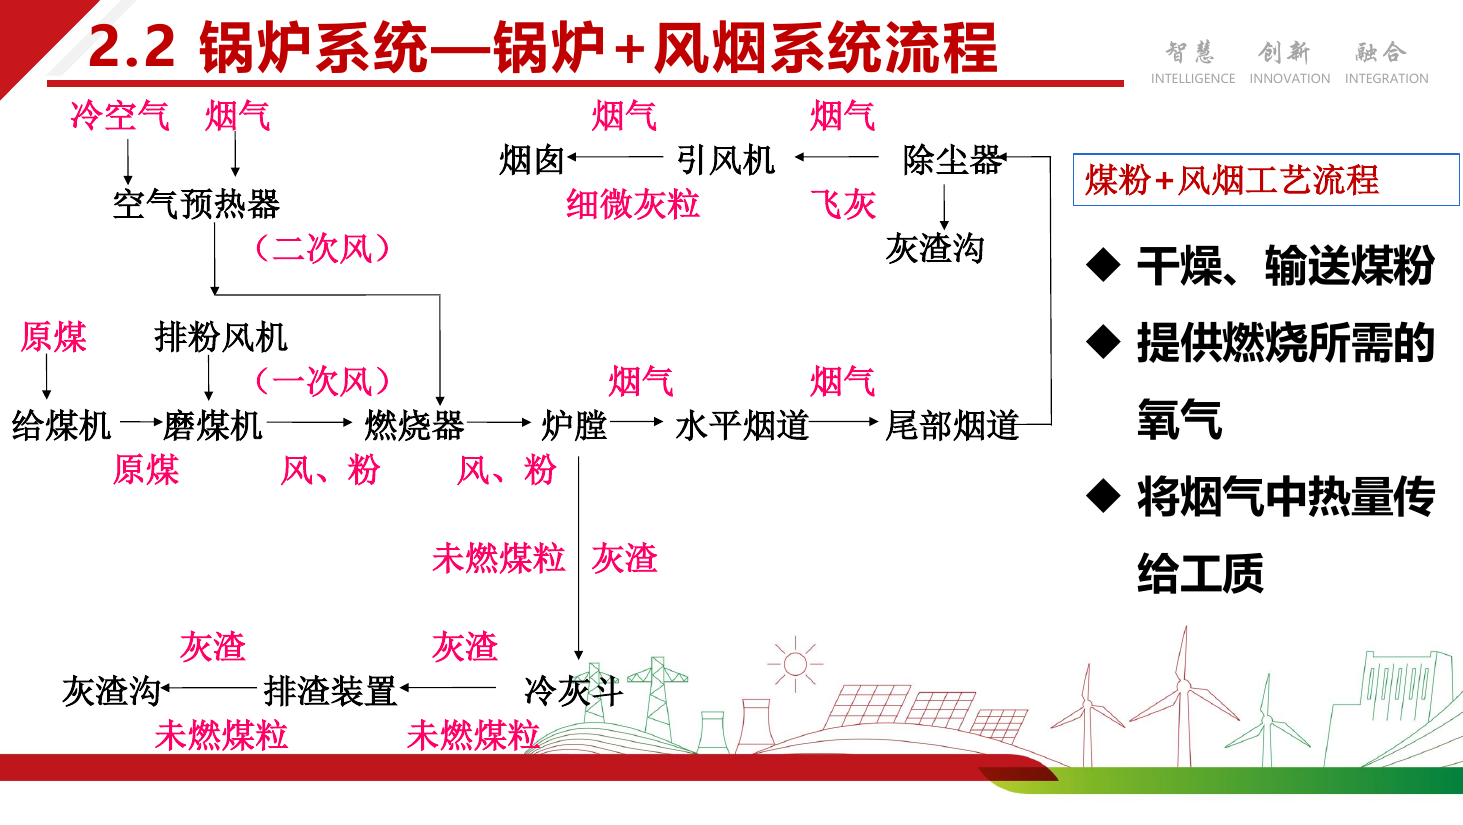 2.2 锅炉系统—锅炉+风烟系统流程
智慧 创新 融合
INTELLIGENCE INNOVATION INTEGRATION
冷空气 烟气 烟气 烟气
烟囱 引风机 除尘器
煤粉+风烟工艺流程
空气预热器 细微灰粒 飞灰
（二次风） 灰渣沟
原煤 排粉风机
（一次风） 烟气 烟气
给煤机 磨煤机 燃烧器 炉膛 水平烟道 尾部烟道
原煤 风、粉 风、粉
未燃煤粒 灰渣
灰渣 灰渣
灰渣沟 排渣装置 冷灰斗
未燃煤粒 未燃煤粒
◆ 干燥、输送煤粉
◆ 提供燃烧所需的
氧气
◆ 将烟气中热量传
给工质